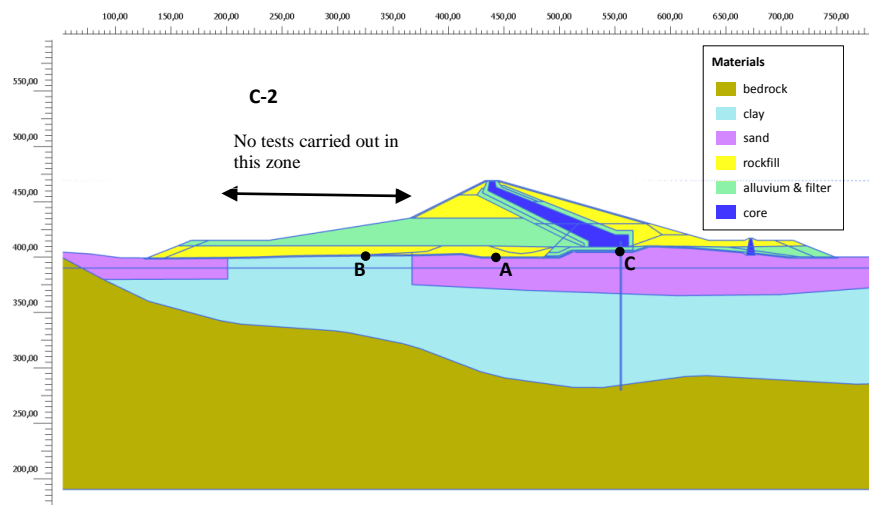 100,00 150,00 200,00 250,00 300,00 350,00 400,00 450,00 500,00 550,00 600,00 650,00 700,00 750,00
550,00
500,00
450,00
400,00
350,00
300,00
250,00
200,00
C-2
No tests carried out in
this zone
Materials
bedrock
clay
sand
rockfill
alluvium & filter
core
B
A
C